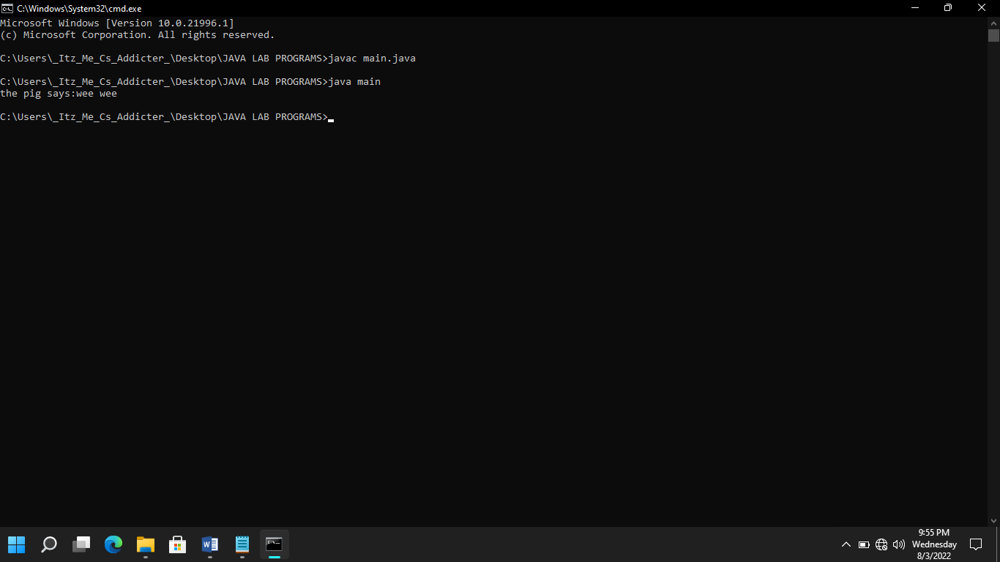 C:\Windows\System32\cmd.exe
Microsoft Windows [Version 10.0.21996.1]
(c) Microsoft Corporation. All rights reserved.
C:\Users\_Itz_Me_Cs_Addicter_\Desktop\JAVA LAB PROGRAMS>javac main.java
C:\Users\_Itz_Me_Cs_Addicter_\Desktop\JAVA LAB PROGRAMS>java main
the pig says:wee wee
C:\Users\_Itz_Me_Cs_Addicter_\Desktop\JAVA LAB PROGRAMS>
9:55 PM
Wednesday
8/3/2022